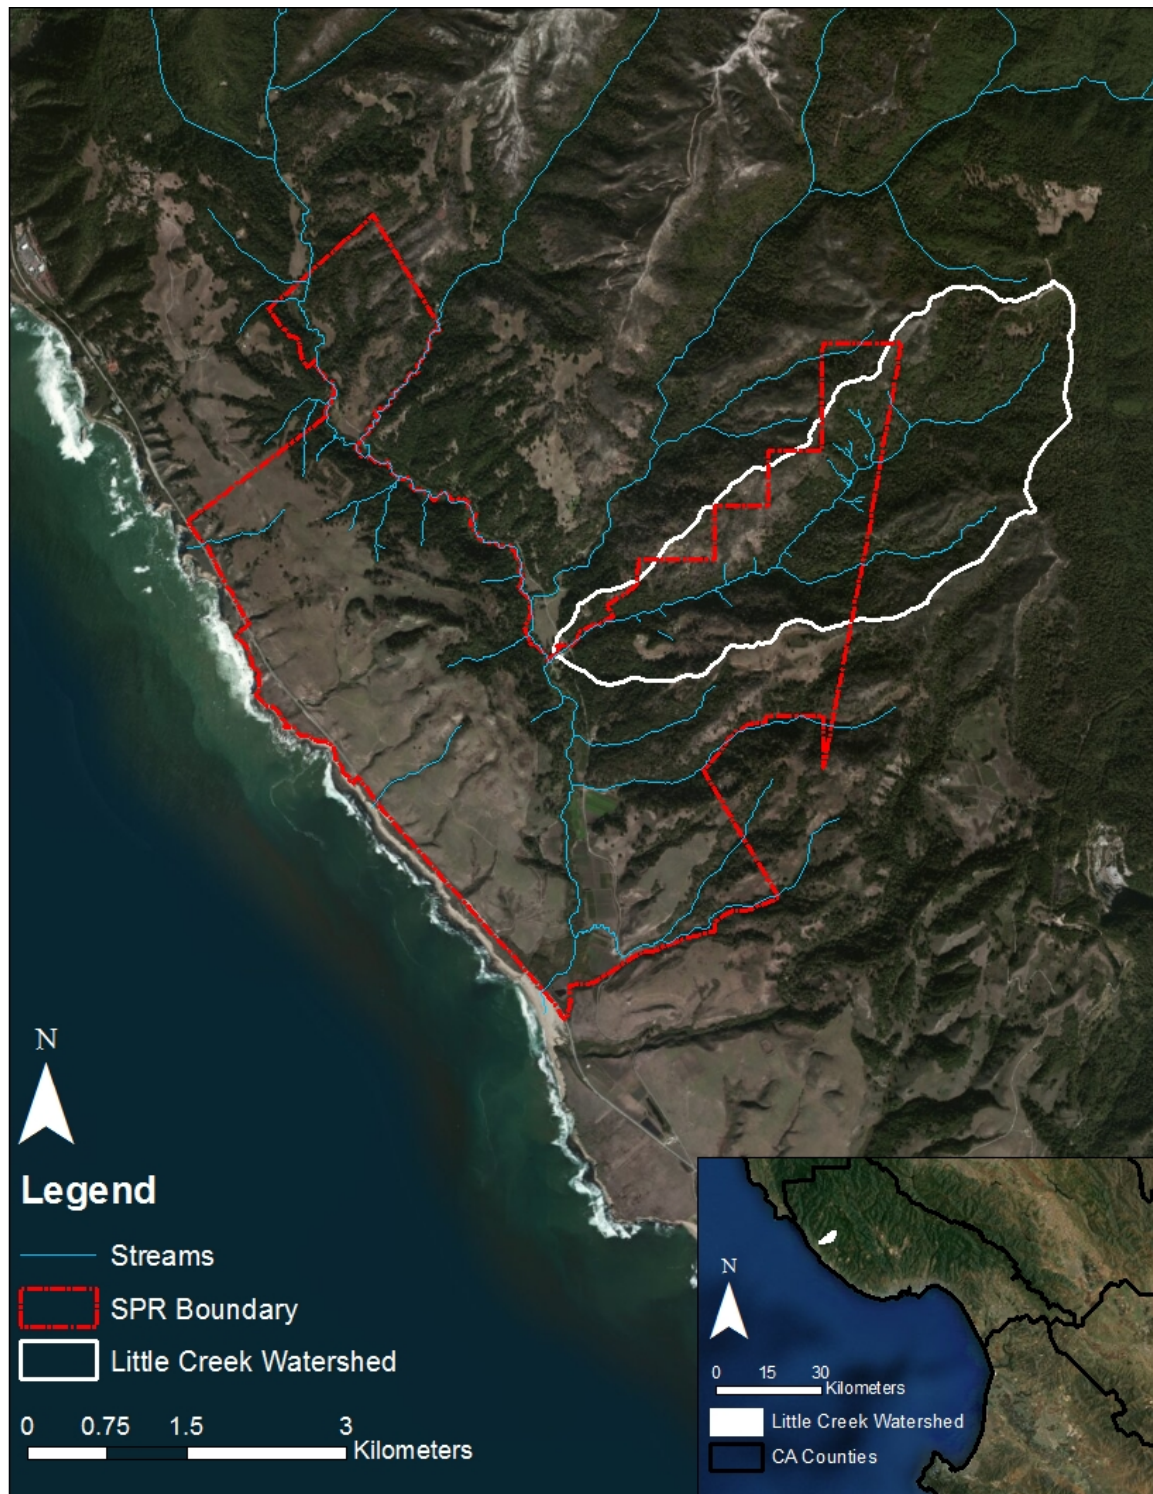 N
Legend
Streams
SPR Boundary
Little Creek Watershed
0 0.75 1.5 3
Kilometers
N
0 15 30
Kilometers
Little Creek Watershed
CA Counties